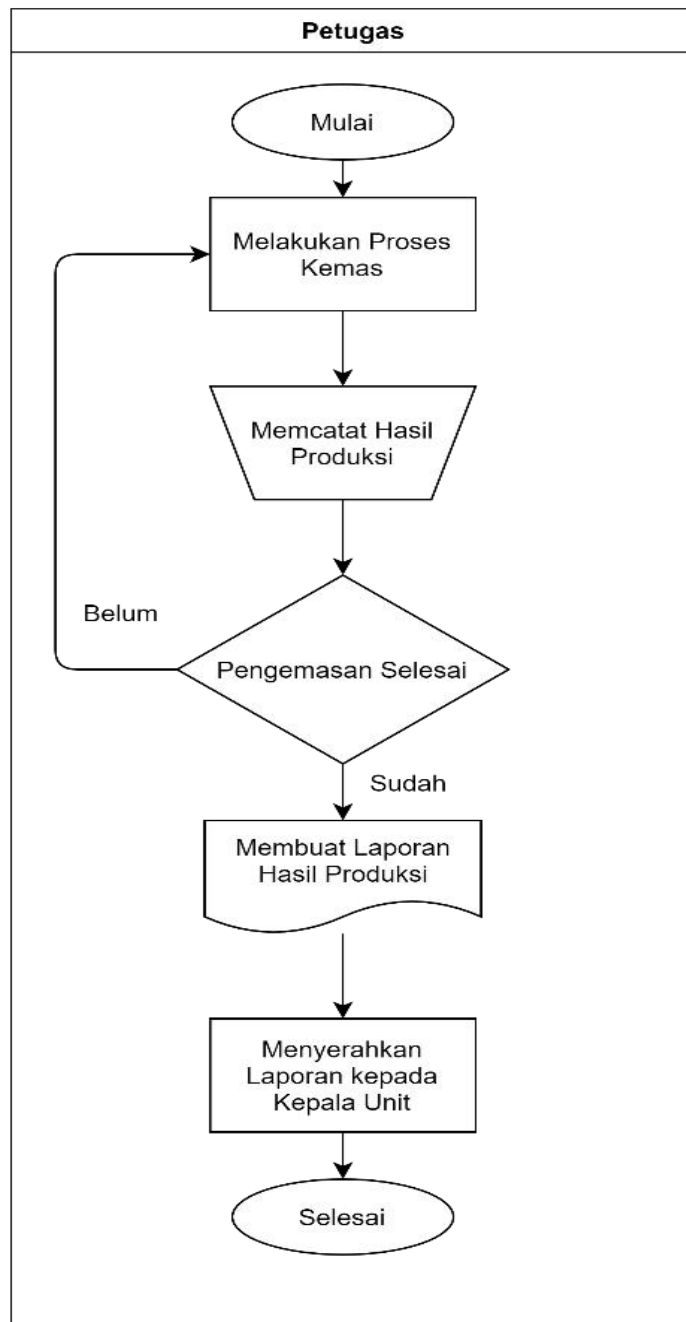 Petugas
Mulai
Melakukan Proses
Kemas
Memcatat Hasil
Produksi
Belum
Pengemasan Selesai
Sudah
Membuat Laporan
Hasil Produksi
Menyerahkan
Laporan kepada
Kepala Unit
Selesai